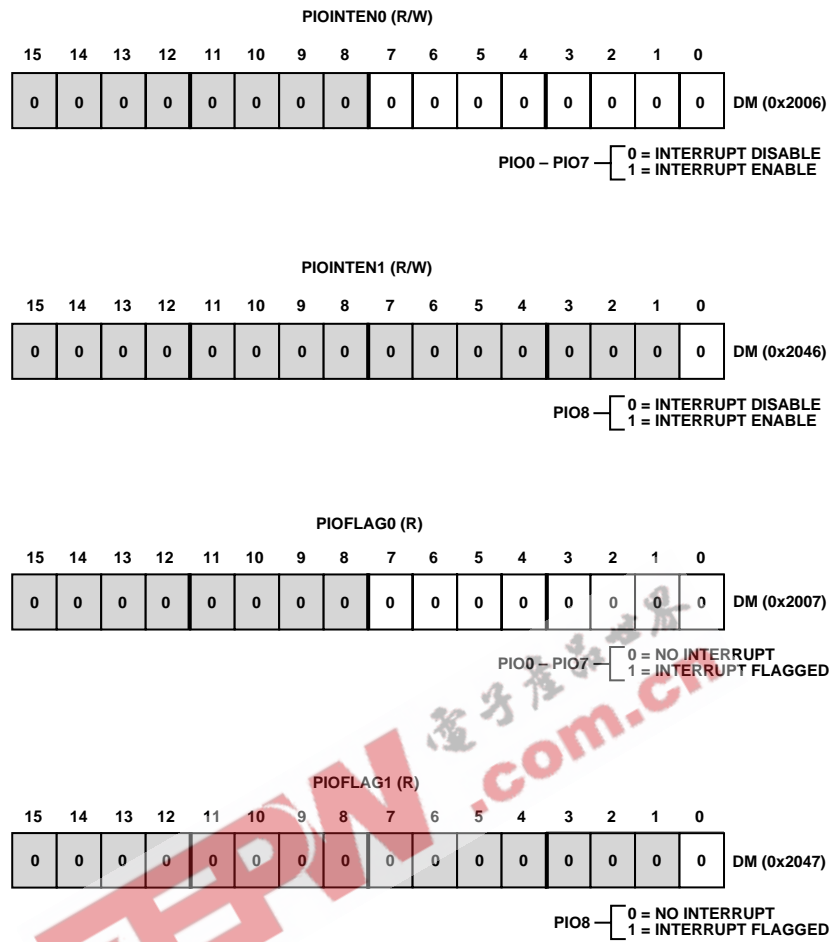 PIOINTEN0 (R/W)
15 14 13 12 11 10 9 8 7 6 5 4 3 2 1 0
0 0 0 0 0 0 0 0 0 0 0 0 0 0 0 0 DM (0x2006)
PIO0 – PIO7 0 = INTERRUPT DISABLE
1 = INTERRUPT ENABLE
PIOINTEN1 (R/W)
15 14 13 12 11 10 9 8 7 6 5 4 3 2 1 0
0 0 0 0 0 0 0 0 0 0 0 0 0 0 0 0 DM (0x2046)
PIO8 0 = INTERRUPT DISABLE
1 = INTERRUPT ENABLE
PIOFLAG0 (R)
15 14 13 12 11 10 9 8 7 6 5 4 3 2 1 0
0 0 0 0 0 0 0 0 0 0 0 0 0 0 0 0 DM (0x2007)
PIO0 – PIO7 0 = NO INTERRUPT
1 = INTERRUPT FLAGGED
電子產品世界
.com.cn
PIOFLAG1 (R)
15 14 13 12 11 10 9 8 7 6 5 4 3 2 1 0
0 0 0 0 0 0 0 0 0 0 0 0 0 0 0 0 DM (0x2047)
PIO8 0 = NO INTERRUPT
1 = INTERRUPT FLAGGED